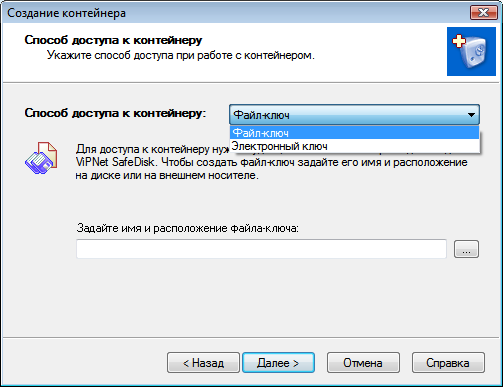 Создание контейнера
Способ доступа к контейнеру
Укажите способ доступа при работе с контейнером.
Способ доступа к контейнеру:
Файл-ключ
Файл-ключ
Электронный ключ
Для доступа к контейнеру
ViPNet SafeDisk. Чтобы создать файл-ключ задайте его имя и расположение
на диске или на внешнем носителе.
Задайте имя и расположение файла-ключа:
...
< Назад
Далее >
Отмена
Справка